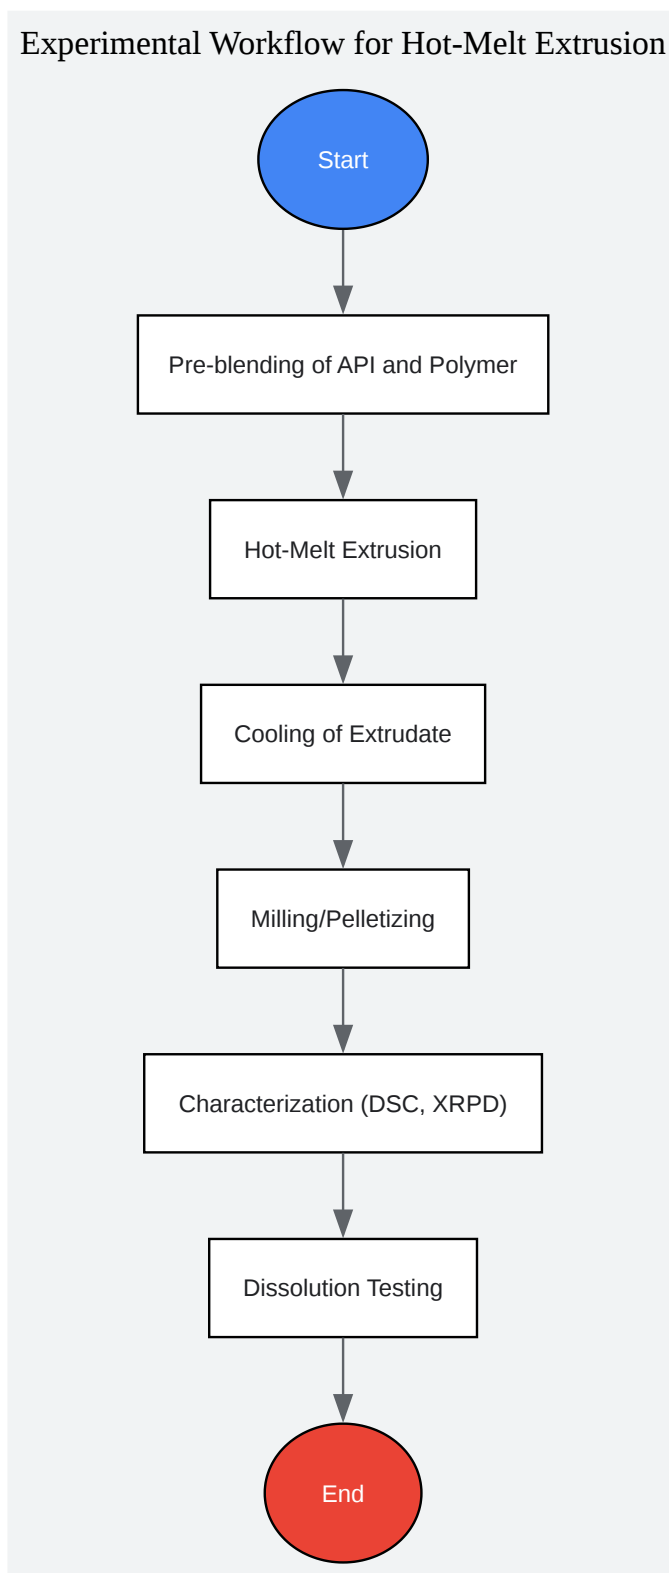 Experimental Workflow for Hot-Melt Extrusion
Start
Pre-blending of API and Polymer
Hot-Melt Extrusion
Cooling of Extrudate
Milling/Pelletizing
Characterization (DSC, XRPD)
Dissolution Testing
End